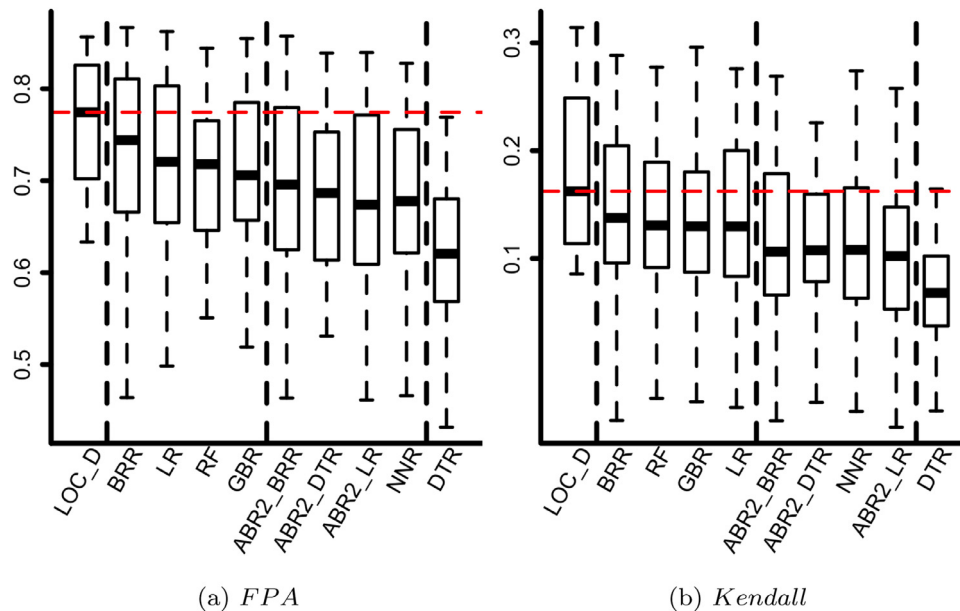 0.8
0.7
0.6
0.5
LOC_D
BRR
LR
RF
GBR
ABR2_BRR
ABR2_DTR
ABR2_LR
NNR
DTR
(a) FPA
0.3
0.2
0.1
LOC_D
BRR
RF
GBR
LR
ABR2_BRR
ABR2_DTR
NNR
ABR2_LR
DTR
(b) Kendall